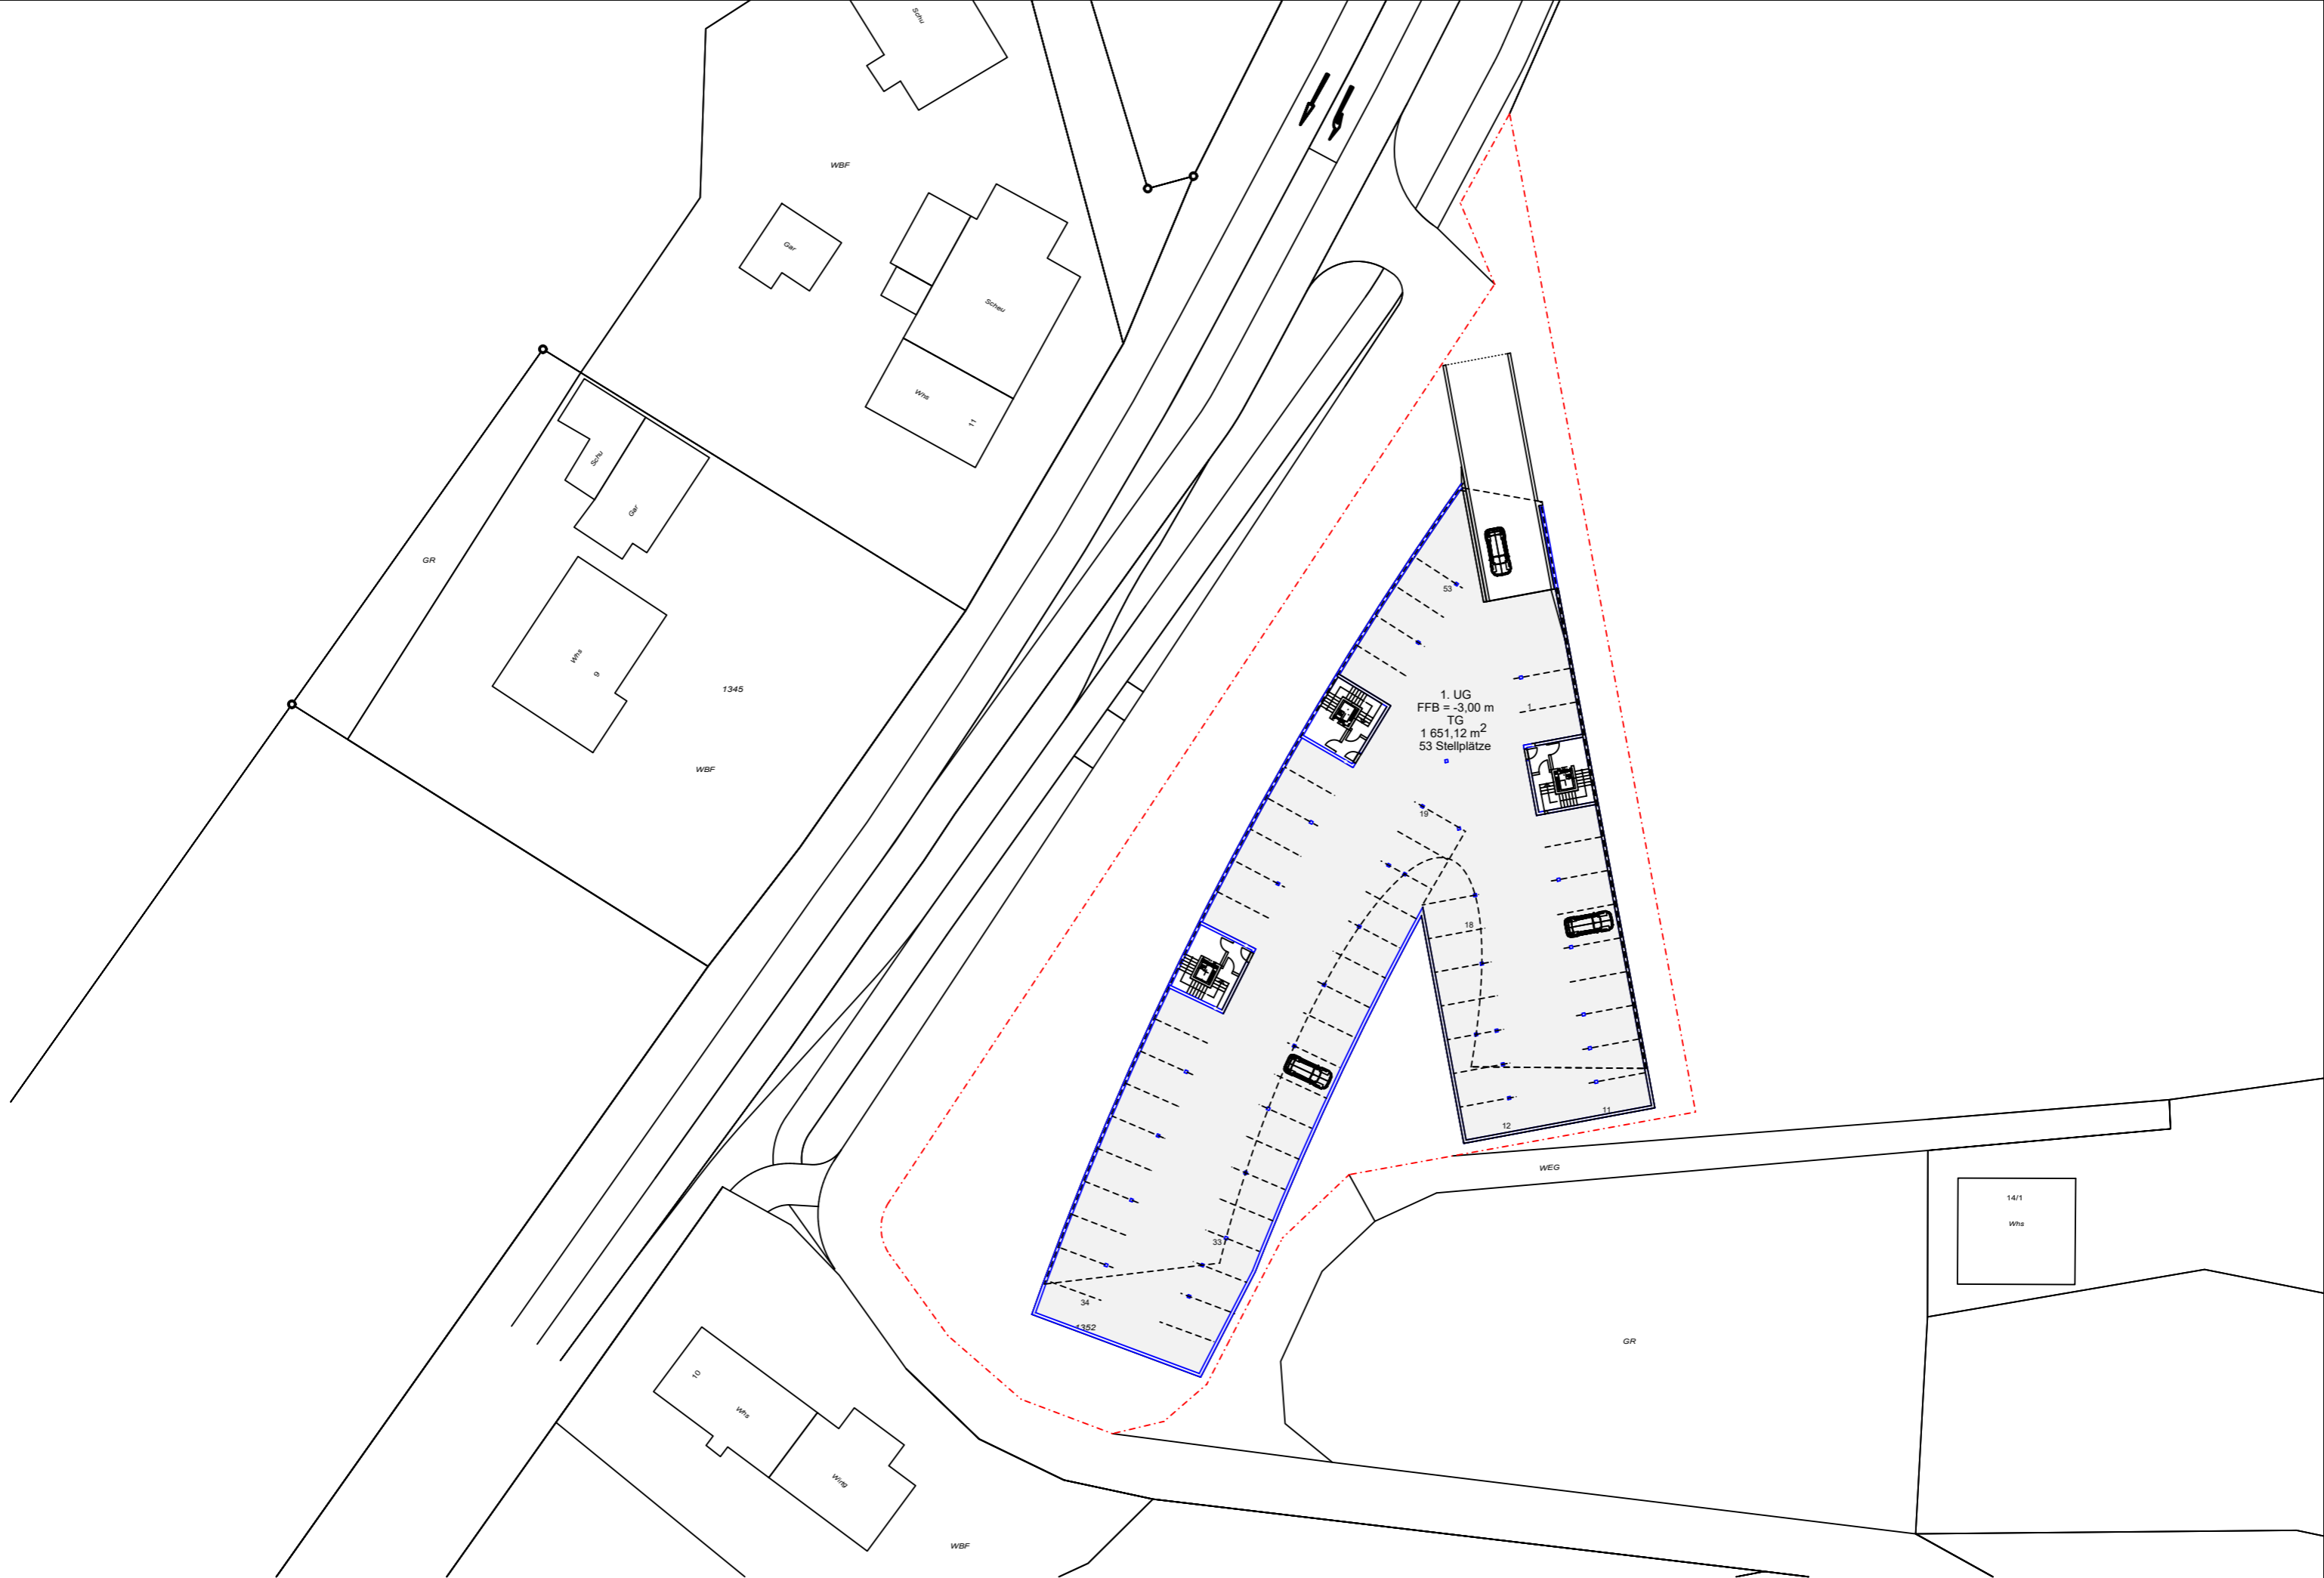 Schu
WBF
Gar
Scheu
Whs
11
Schu
Gar
GR
Whs
9
1345
WBF
53
1. UG
FFB = -3,00 m
TG
1 651,12 m²
53 Stellplätze
1
19
18
11
12
WEG
14/1
Whs
33
34
1352
GR
10
Whs
Wirtg
WBF